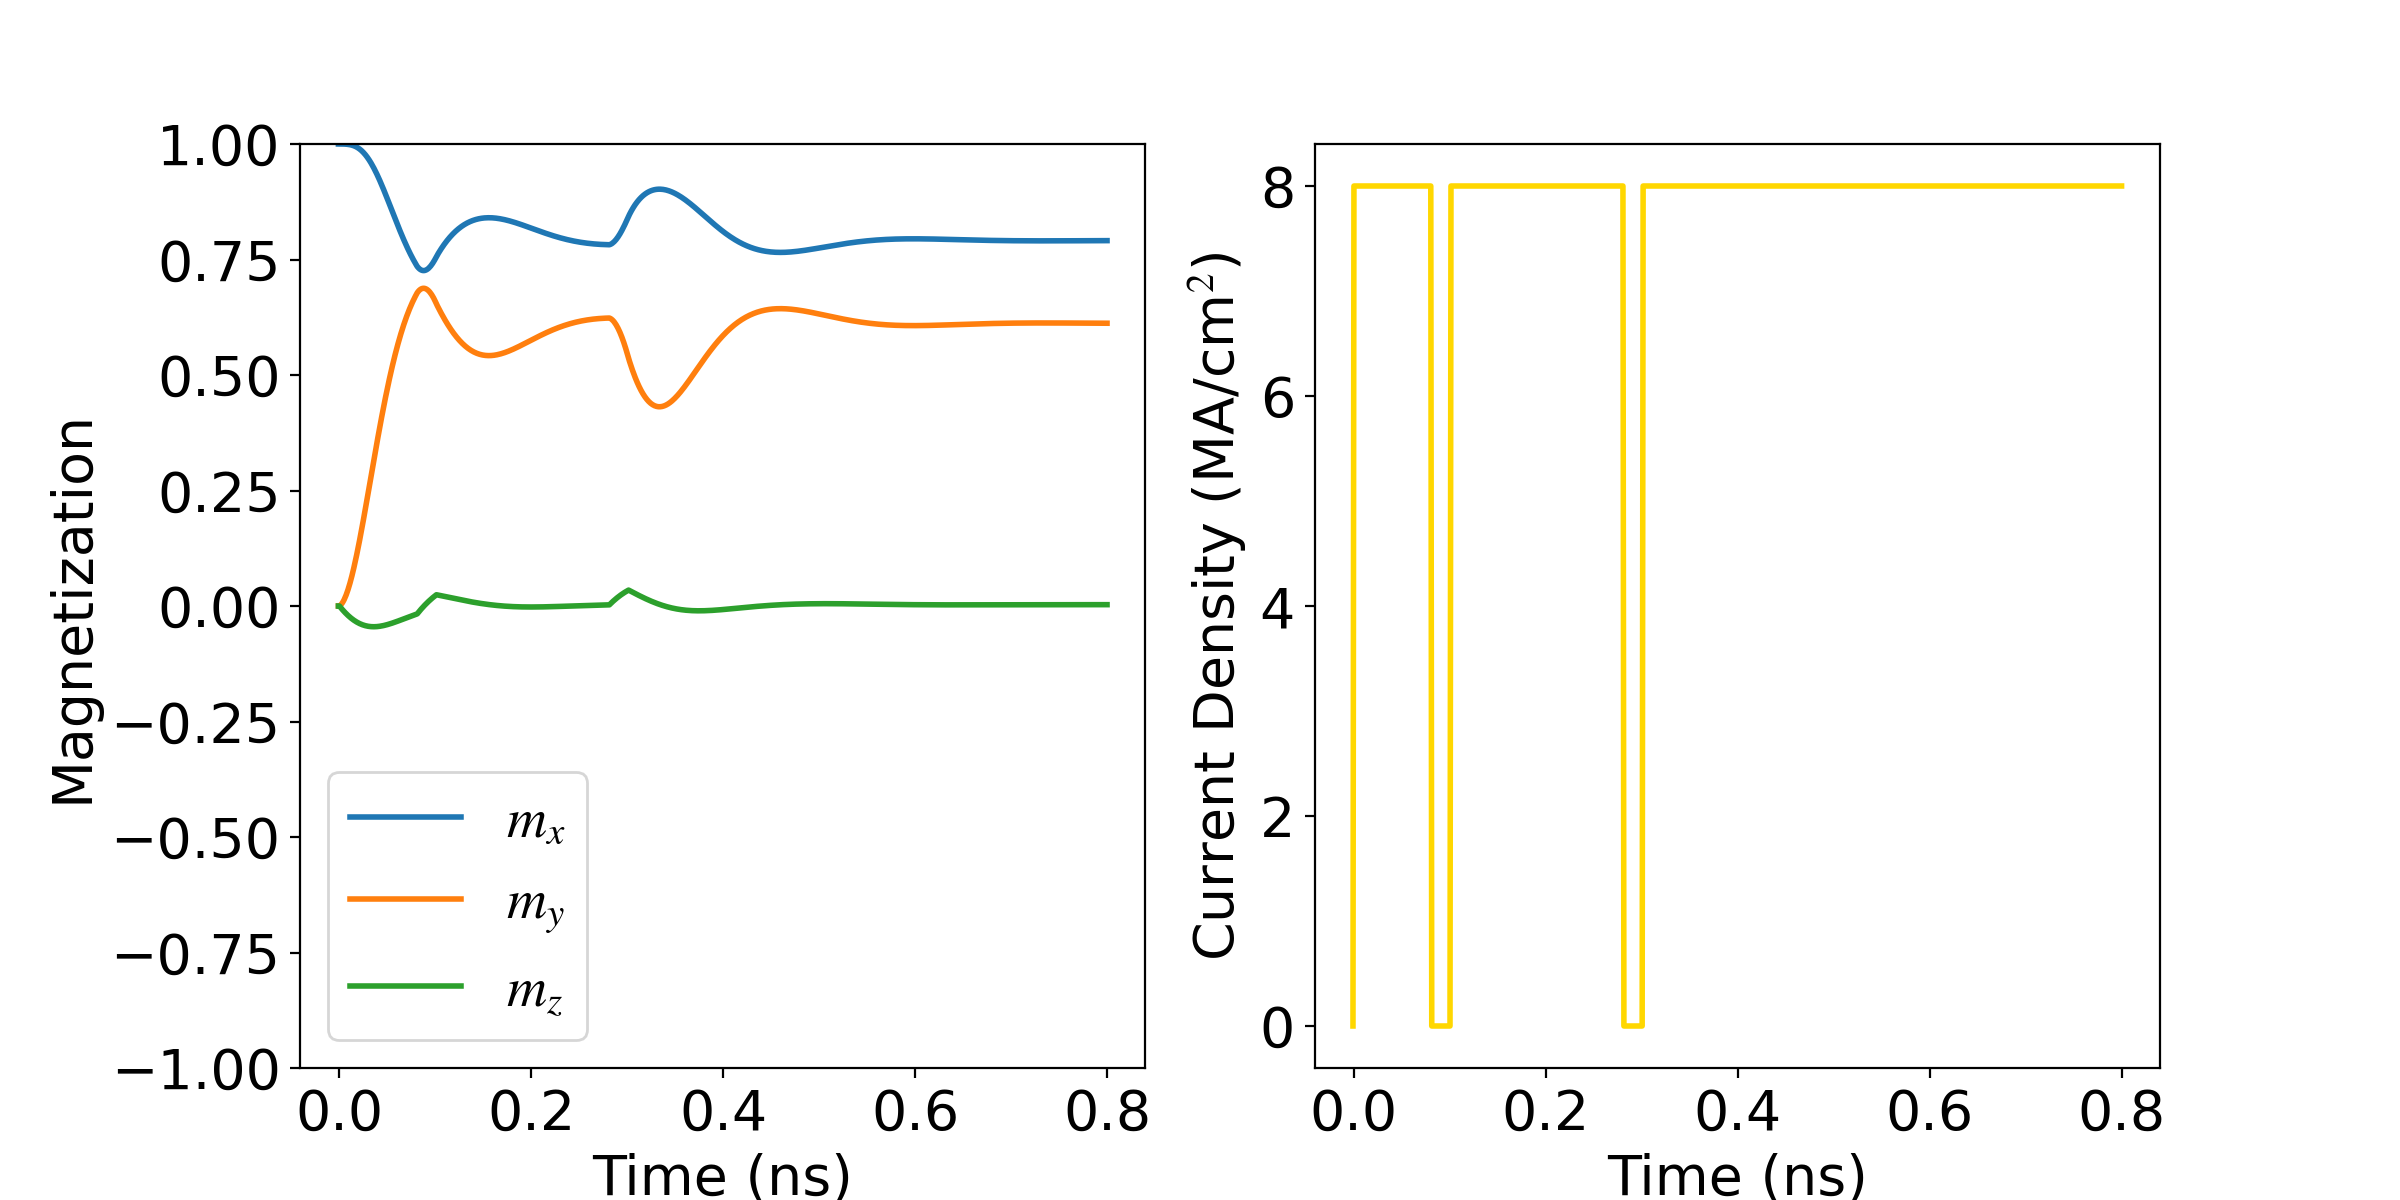 Magnetization
1.00
0.75
0.50
0.25
0.00
−0.25
−0.50
−0.75
−1.00
0.0 0.2 0.4 0.6 0.8
Time (ns)
m_x
m_y
m_z
Current Density (MA/cm²)
8
6
4
2
0
0.0 0.2 0.4 0.6 0.8
Time (ns)